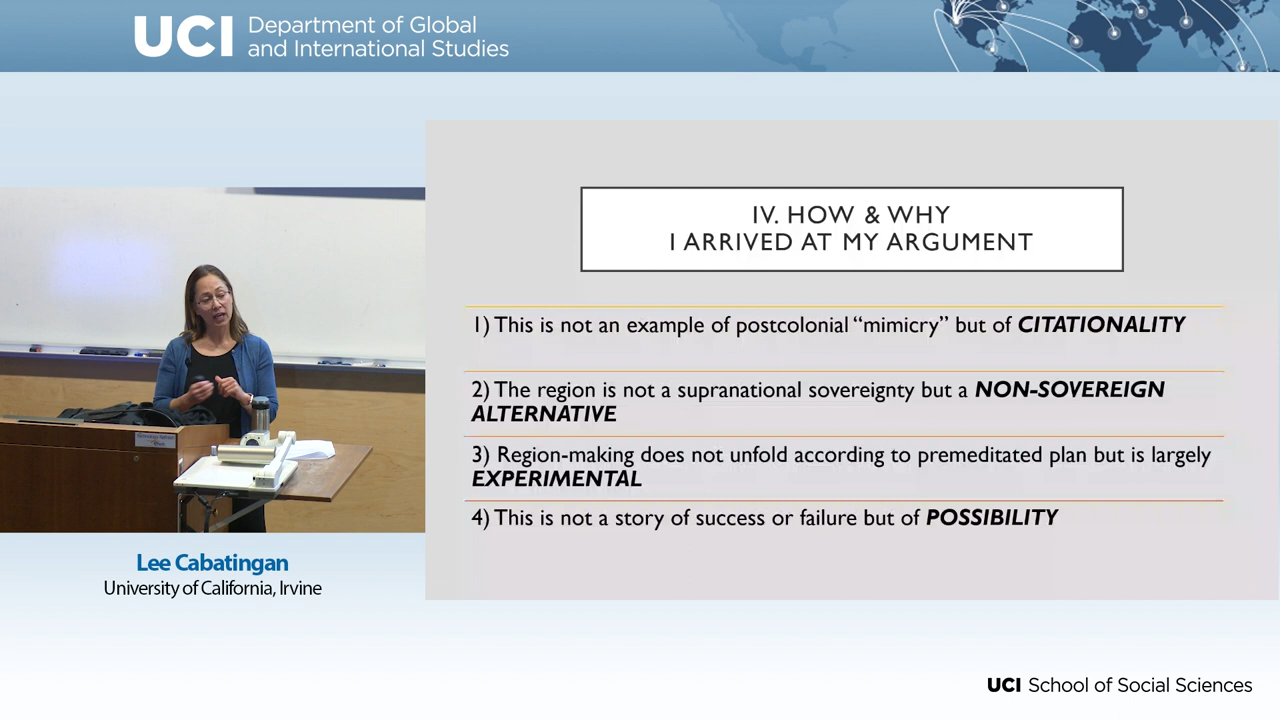 UCI Department of Global
and International Studies
IV. HOW & WHY
I ARRIVED AT MY ARGUMENT
1) This is not an example of postcolonial “mimicry” but of CITATIONALITY
2) The region is not a supranational sovereignty but a NON-SOVEREIGN
ALTERNATIVE
3) Region-making does not unfold according to premeditated plan but is largely
EXPERIMENTAL
4) This is not a story of success or failure but of POSSIBILITY
Lee Cabatingan
University of California, Irvine
UCI School of Social Sciences